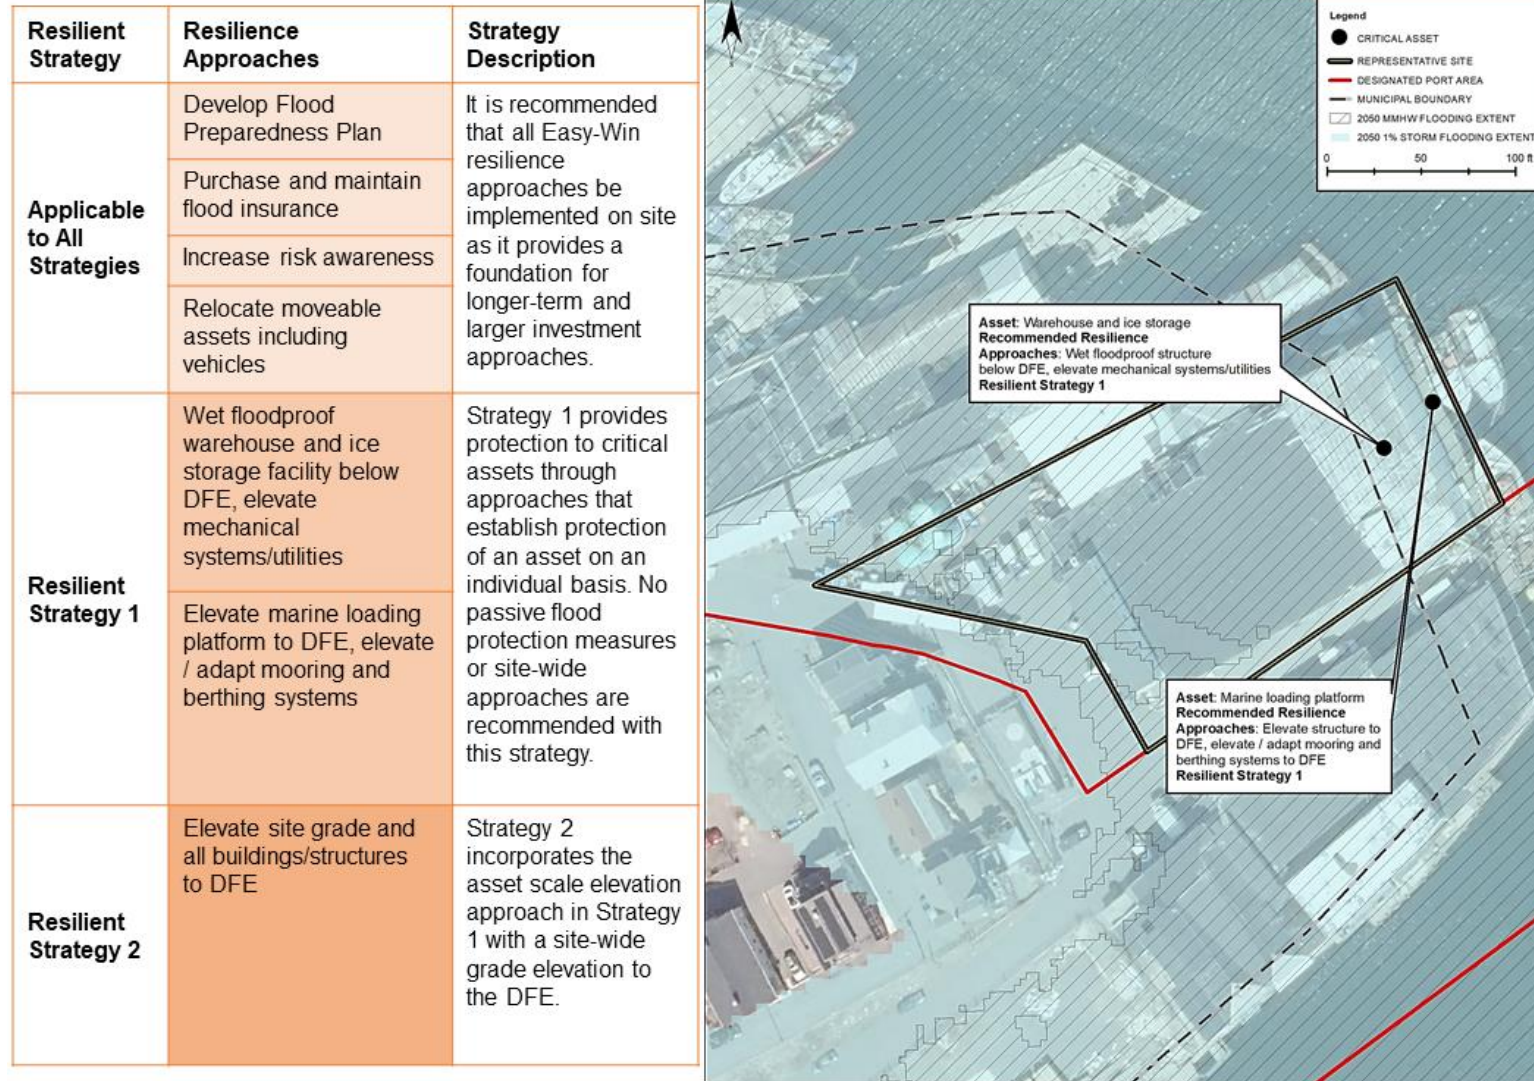 Resilient
Strategy
Resilience
Approaches
Strategy
Description
Applicable
to All
Strategies
Develop Flood
Preparedness Plan
Purchase and maintain
flood insurance
Increase risk awareness
Relocate moveable
assets including
vehicles
It is recommended
that all Easy-Win
resilience
approaches be
implemented on site
as it provides a
foundation for
longer-term and
larger investment
approaches.
Resilient
Strategy 1
Wet floodproof
warehouse and ice
storage facility below
DFE, elevate
mechanical
systems/utilities
Elevate marine loading
platform to DFE, elevate
/ adapt mooring and
berthing systems
Strategy 1 provides
protection to critical
assets through
approaches that
establish protection
of an asset on an
individual basis. No
passive flood
protection measures
or site-wide
approaches are
recommended with
this strategy.
Resilient
Strategy 2
Elevate site grade and
all buildings/structures
to DFE
Strategy 2
incorporates the
asset scale elevation
approach in Strategy
1 with a site-wide
grade elevation to
the DFE.
Legend
CRITICAL ASSET
REPRESENTATIVE SITE
DESIGNATED PORT AREA
MUNICIPAL BOUNDARY
2050 MMHW FLOODING EXTENT
2050 1% STORM FLOODING EXTENT
0 50 100 ft
Asset: Warehouse and ice storage
Recommended Resilience
Approaches: Wet floodproof structure
below DFE, elevate mechanical systems/utilities
Resilient Strategy 1
Asset: Marine loading platform
Recommended Resilience
Approaches: Elevate structure to
DFE, elevate / adapt mooring and
berthing systems to DFE
Resilient Strategy 1